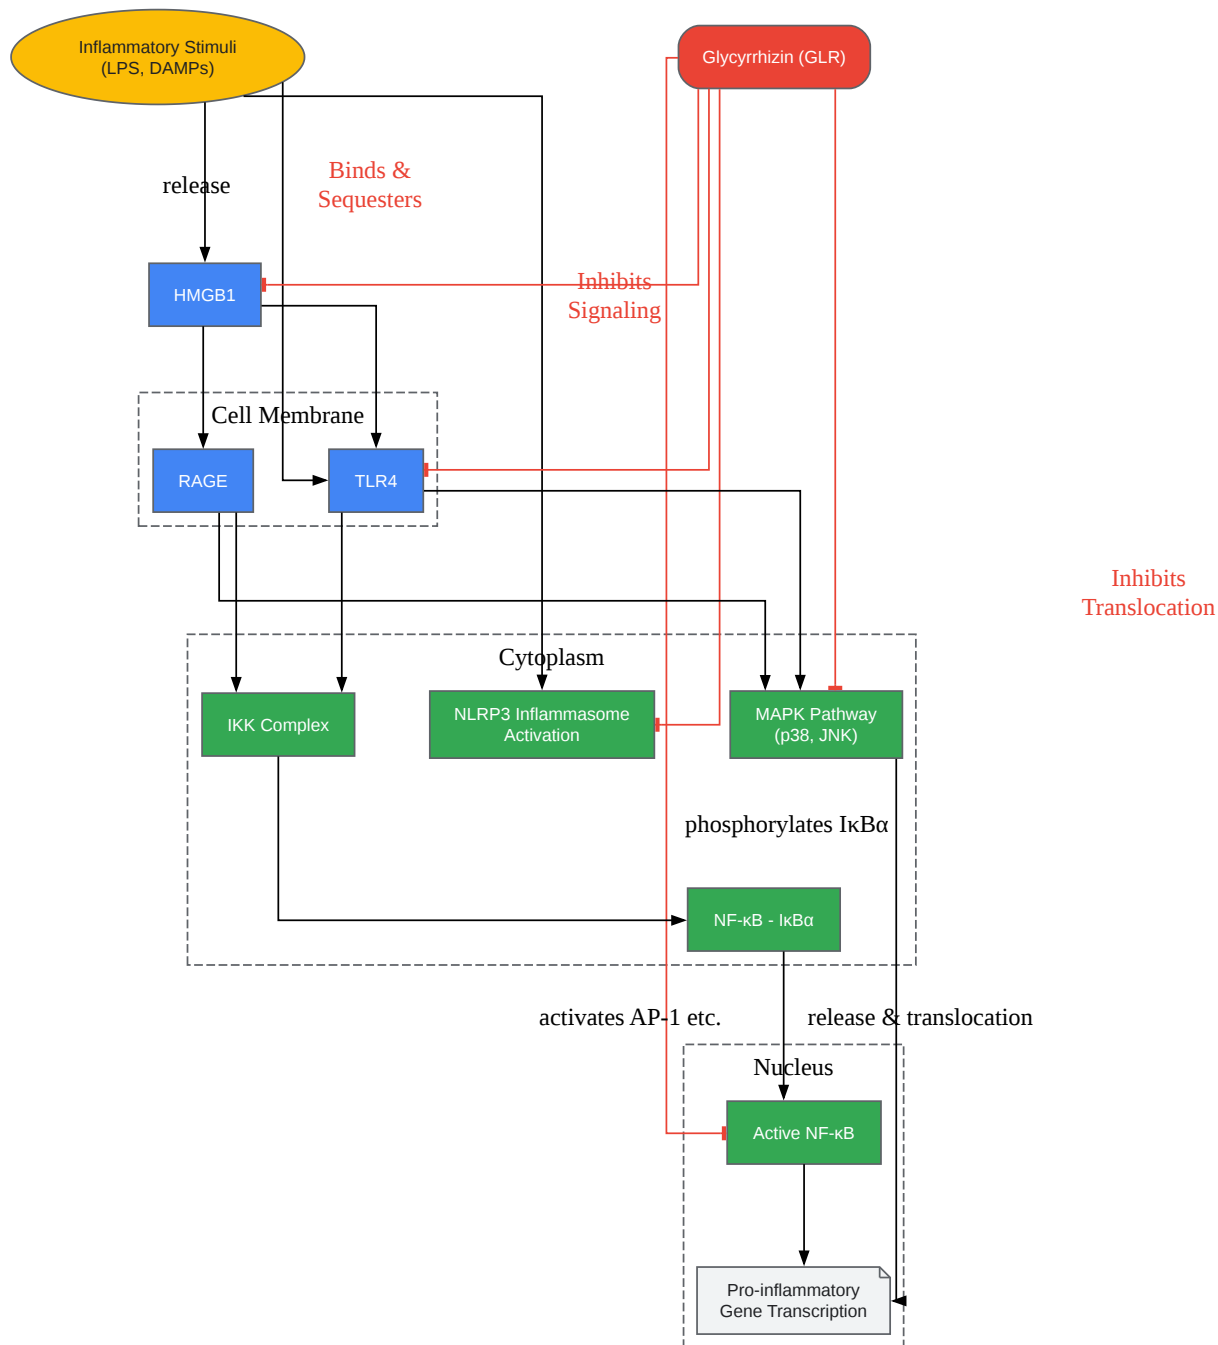 Inflammatory Stimuli
(LPS, DAMPs)
Glycyrrhizin (GLR)
release
Binds &
Sequesters
HMGB1
Inhibits
Signaling
Cell Membrane
RAGE
TLR4
Inhibits
Translocation
Cytoplasm
IKK Complex
NLRP3 Inflammasome
Activation
MAPK Pathway
(p38, JNK)
phosphorylates IκBα
NF-κB - IκBα
activates AP-1 etc.
release & translocation
Nucleus
Active NF-κB
Pro-inflammatory
Gene Transcription